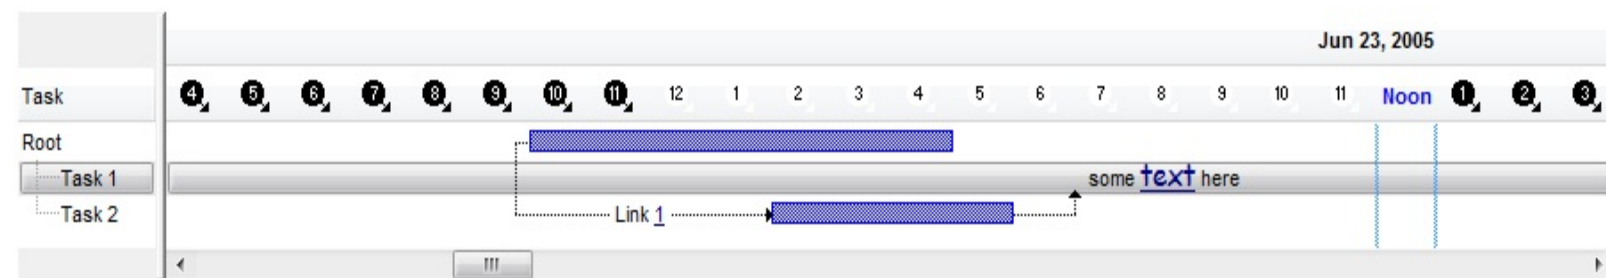 Jun 23, 2005
Task 4 5 6 7 8 9 10 11 12 1 2 3 4 5 6 7 8 9 10 11 Noon 1 2 3
Root
Task 1 some text here
Task 2 Link 1